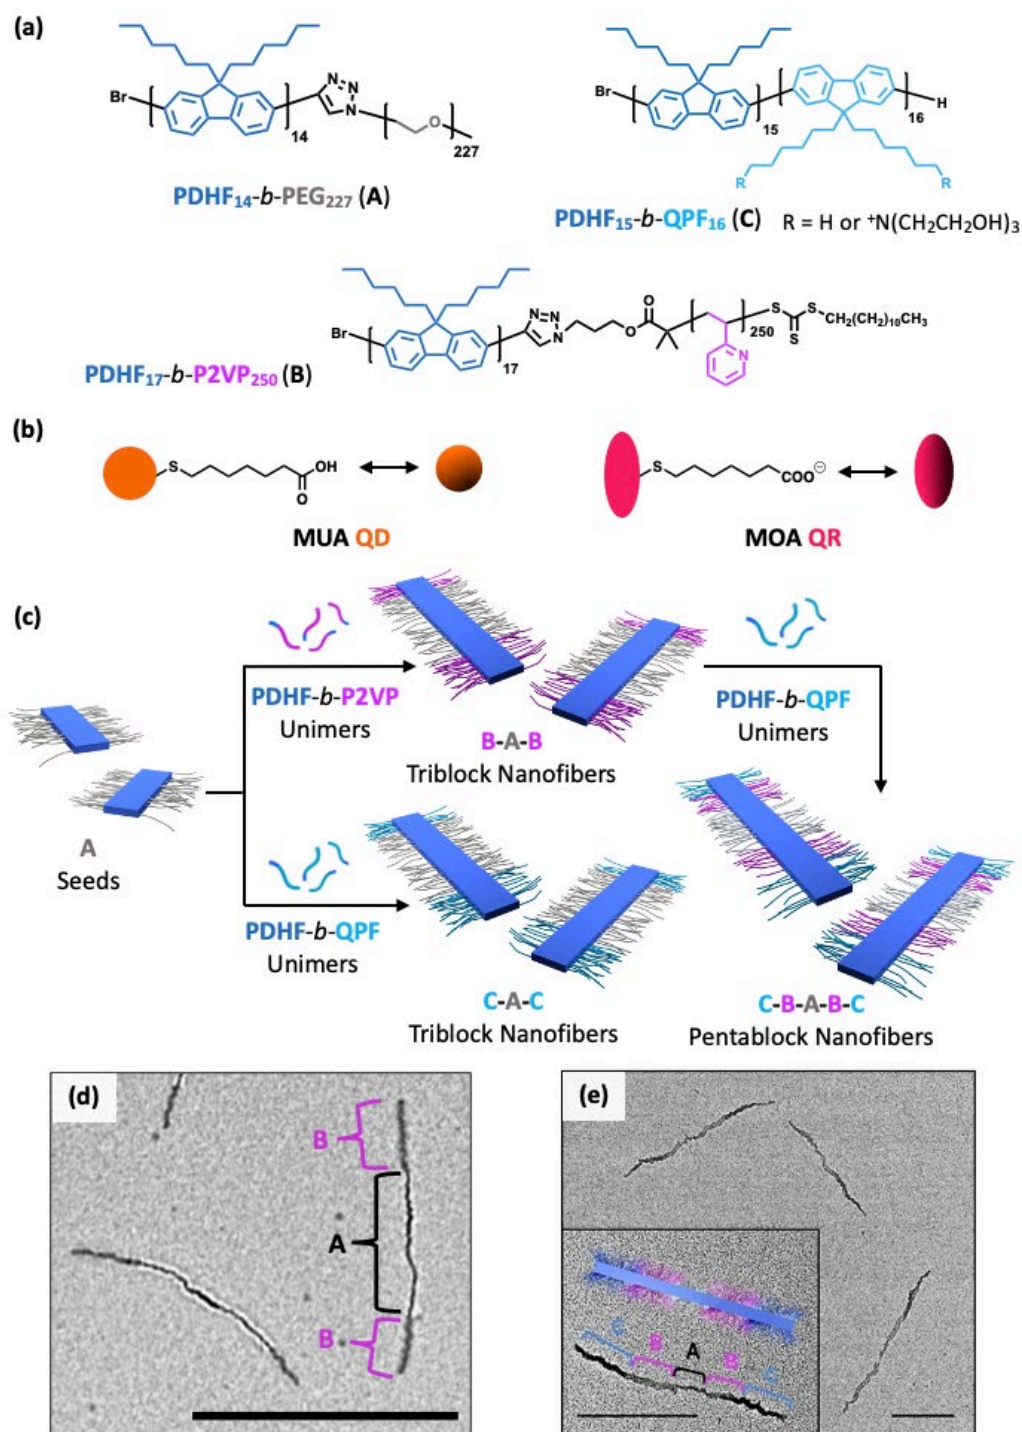 (a)
Br
14
N
N
N
O
227
PDHF14-b-PEG227 (A)
Br
15
16
H
R
R
PDHF15-b-QPF16 (C)
R = H or +N(CH2CH2OH)3
Br
17
N
N
N
O
O
250
N
S
S
S
CH2(CH2)10CH3
PDHF17-b-P2VP250 (B)
(b)
S
OH
O
MUA QD
S
COO⊖
MOA QR
(c)
PDHF-b-P2VP
Unimers
B-A-B
Triblock Nanofibers
PDHF-b-QPF
Unimers
A
Seeds
PDHF-b-QPF
Unimers
C-A-C
Triblock Nanofibers
C-B-A-B-C
Pentablock Nanofibers
(d)
B
A
B
(e)
C
B
A
B
C